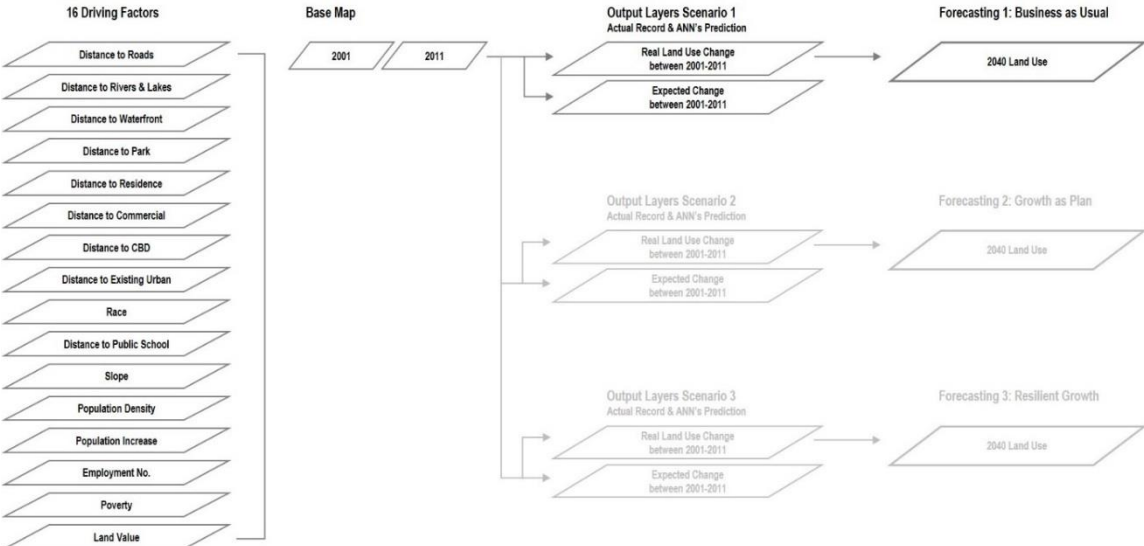 16 Driving Factors
Distance to Roads
Distance to Rivers & Lakes
Distance to Waterfront
Distance to Park
Distance to Residence
Distance to Commercial
Distance to CBD
Distance to Existing Urban
Race
Distance to Public School
Slope
Population Density
Population Increase
Employment No.
Poverty
Land Value
Base Map
2001
2011
Output Layers Scenario 1
Actual Record & ANN's Prediction
Real Land Use Change
between 2001-2011
Expected Change
between 2001-2011
Forecasting 1: Business as Usual
2040 Land Use
Output Layers Scenario 2
Actual Record & ANN's Prediction
Real Land Use Change
between 2001-2011
Expected Change
between 2001-2011
Forecasting 2: Growth as Plan
2040 Land Use
Output Layers Scenario 3
Actual Record & ANN's Prediction
Real Land Use Change
between 2001-2011
Expected Change
between 2001-2011
Forecasting 3: Resilient Growth
2040 Land Use